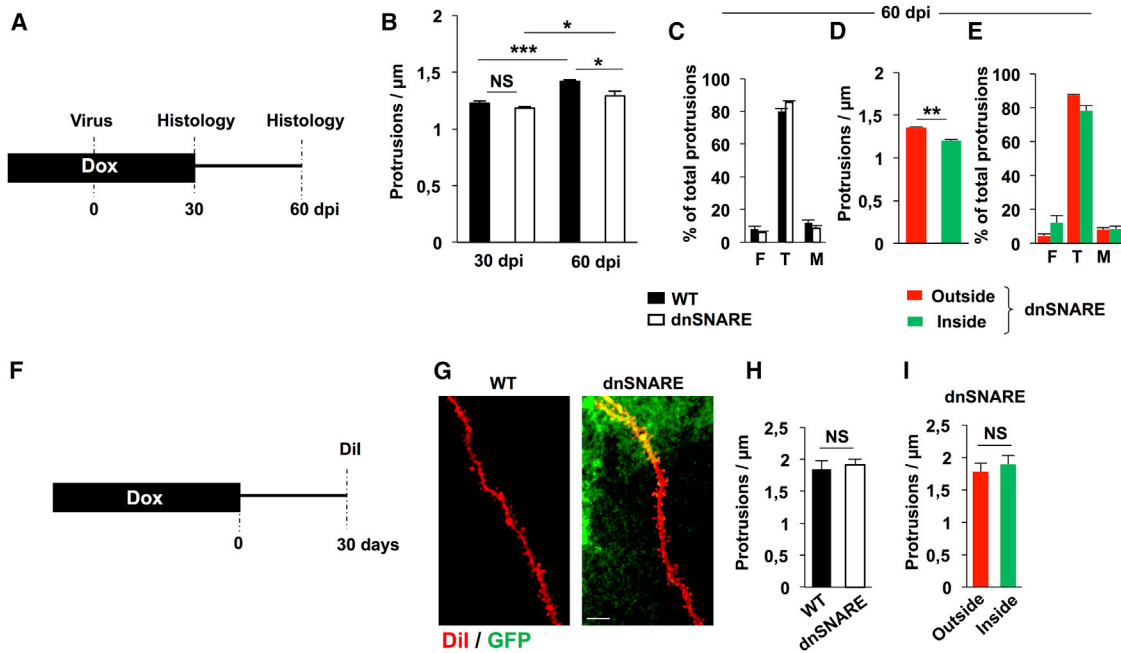 A
Virus
Histology
Histology
Dox
0
30
60 dpi
B
Protrusions / µm
2
1,5
1
0,5
0
***
NS
*
*
30 dpi
60 dpi
60 dpi
C
% of total protrusions
100
80
60
40
20
0
F
T
M
WT
dnSNARE
D
Protrusions / µm
2
1,5
1
0,5
0
**
E
% of total protrusions
100
80
60
40
20
0
F
T
M
Outside
Inside
dnSNARE
F
DiI
Dox
0
30 days
G
WT
dnSNARE
DiI / GFP
H
Protrusions / µm
2,5
2
1,5
1
0,5
0
NS
WT
dnSNARE
I
dnSNARE
Protrusions / µm
2,5
2
1,5
1
0,5
0
NS
Outside
Inside